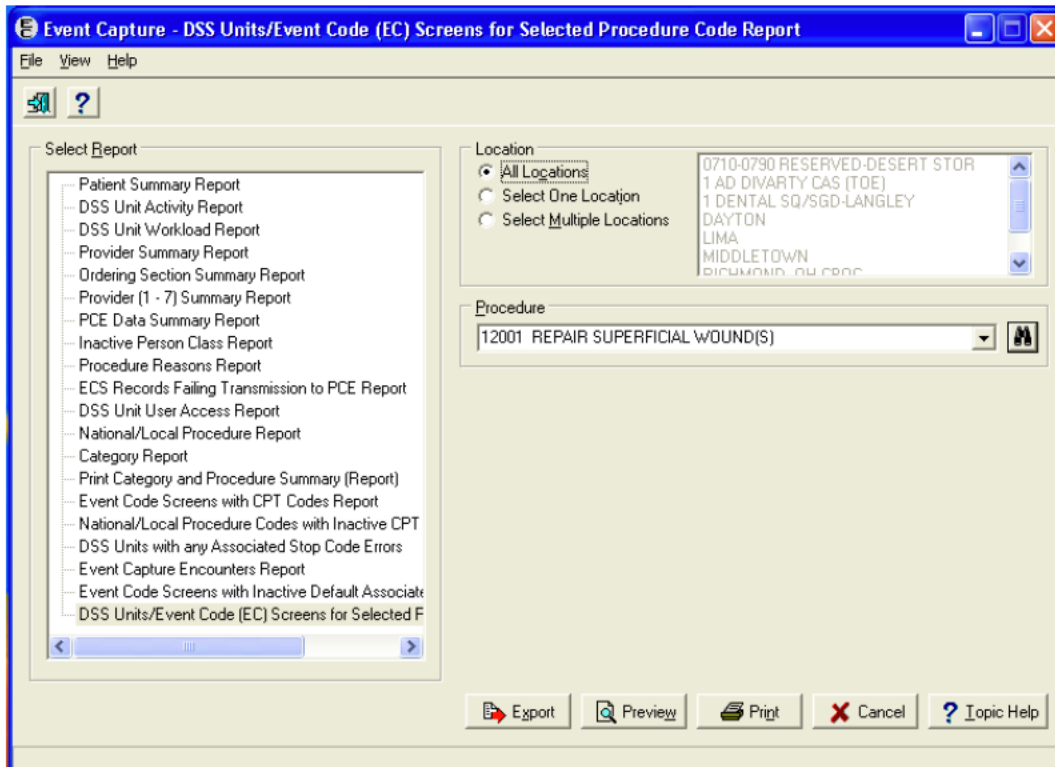 Event Capture - DSS Units/Event Code (EC) Screens for Selected Procedure Code Report
File View Help
Select Report
Patient Summary Report
DSS Unit Activity Report
DSS Unit Workload Report
Provider Summary Report
Ordering Section Summary Report
Provider (1 - 7) Summary Report
PCE Data Summary Report
Inactive Person Class Report
Procedure Reasons Report
ECS Records Failing Transmission to PCE Report
DSS Unit User Access Report
National/Local Procedure Report
Category Report
Print Category and Procedure Summary (Report)
Event Code Screens with CPT Codes Report
National/Local Procedure Codes with Inactive CPT
DSS Units with any Associated Stop Code Errors
Event Capture Encounters Report
Event Code Screens with Inactive Default Associate
DSS Units/Event Code (EC) Screens for Selected F
Location
All Locations
Select One Location
Select Multiple Locations
0710-0790 RESERVED-DESERT STOR
1 AD DIVARTY CAS (TOE)
1 DENTAL SQ/SGD-LANGLEY
DAYTON
LIMA
MIDDLETOWN
RICHMOND, OH CBOC
Procedure
12001 REPAIR SUPERFICIAL WOUND(S)
Export Preview Print Cancel ? Topic Help